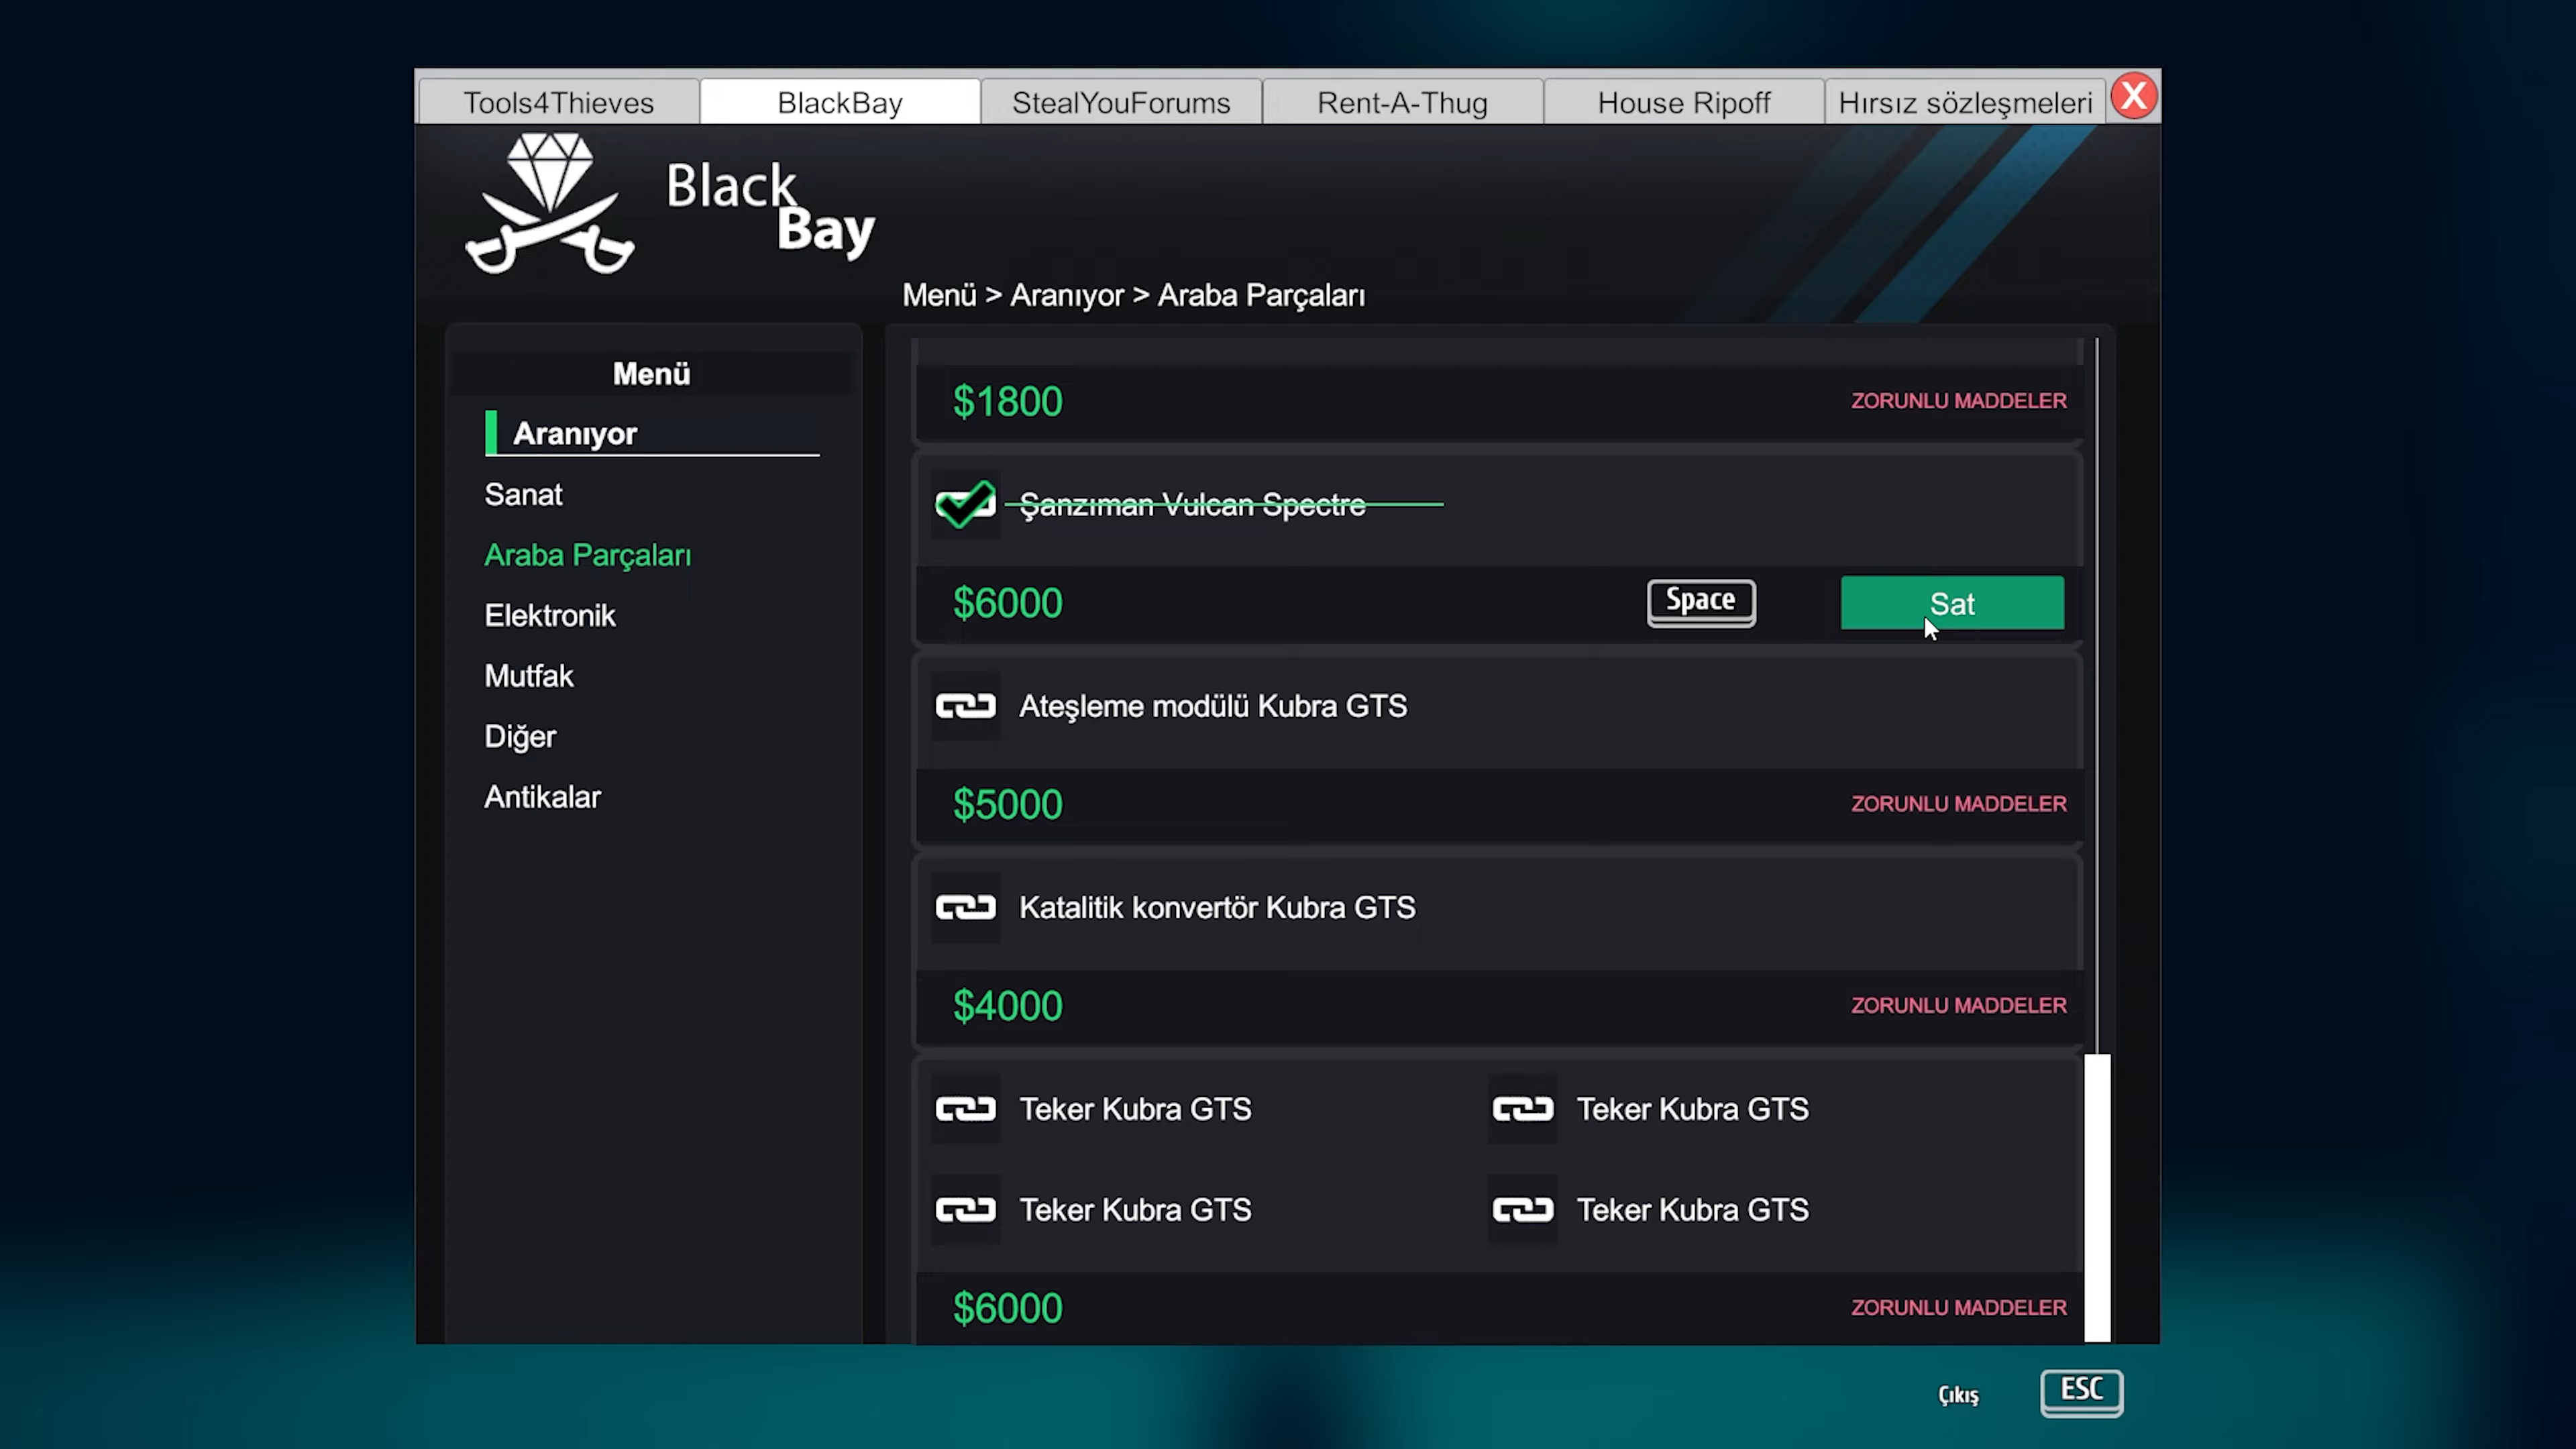 Tools4Thieves
BlackBay
StealYouForums
Rent-A-Thug
House Ripoff
Hırsız sözleşmeleri
X
Black
Bay
Menü > Aranıyor > Araba Parçaları
Menü
Aranıyor
Sanat
Araba Parçaları
Elektronik
Mutfak
Diğer
Antikalar
$1800 ZORUNLU MADDELER
Şanzıman Vulcan Spectre
$6000 Space Sat
Ateşleme modülü Kubra GTS
$5000 ZORUNLU MADDELER
Katalitik konvertör Kubra GTS
$4000 ZORUNLU MADDELER
Teker Kubra GTS Teker Kubra GTS
Teker Kubra GTS Teker Kubra GTS
$6000 ZORUNLU MADDELER
Çıkış ESC